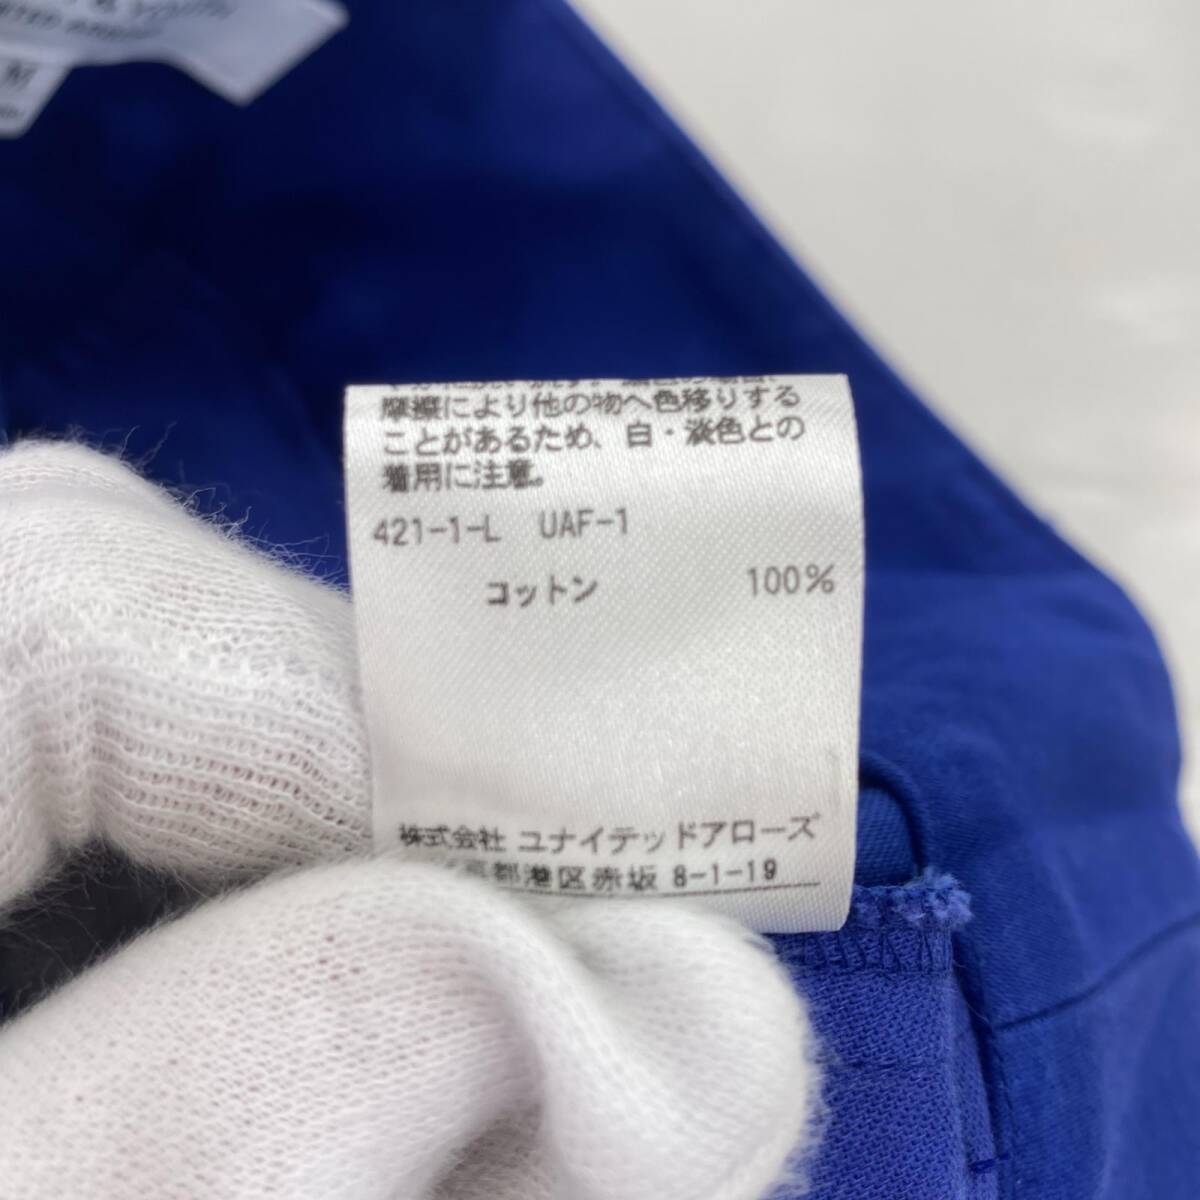 M
摩擦により他の物へ色移りする
ことがあるため、白・淡色との
着用に注意。
421-1-L UAF-1
コットン 100%
株式会社 ユナイテッドアローズ
都港区赤坂 8-1-19